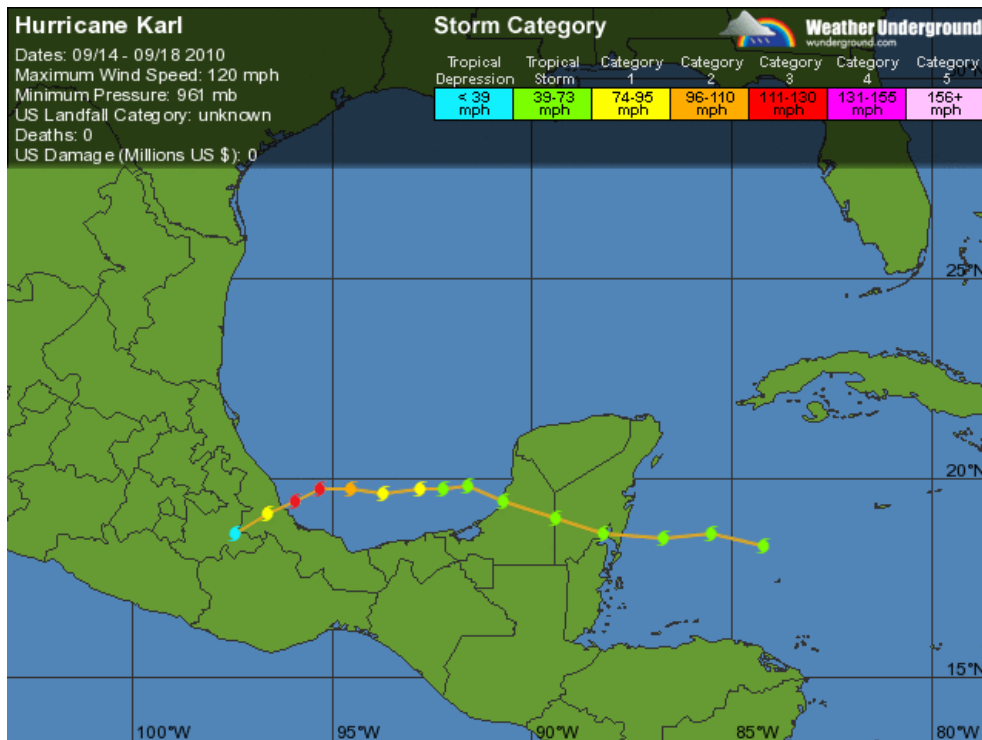 Hurricane Karl
Dates: 09/14 - 09/18 2010
Maximum Wind Speed: 120 mph
Minimum Pressure: 961 mb
US Landfall Category: unknown
Deaths: 0
US Damage (Millions US $): 0
Storm Category
Weather Underground
wunderground.com
Tropical Depression
< 39 mph
Tropical Storm
39-73 mph
Category 1
74-95 mph
Category 2
96-110 mph
Category 3
111-130 mph
Category 4
131-155 mph
Category 5
156+ mph
30°N
25°N
20°N
15°N
100°W
95°W
90°W
85°W
80°W